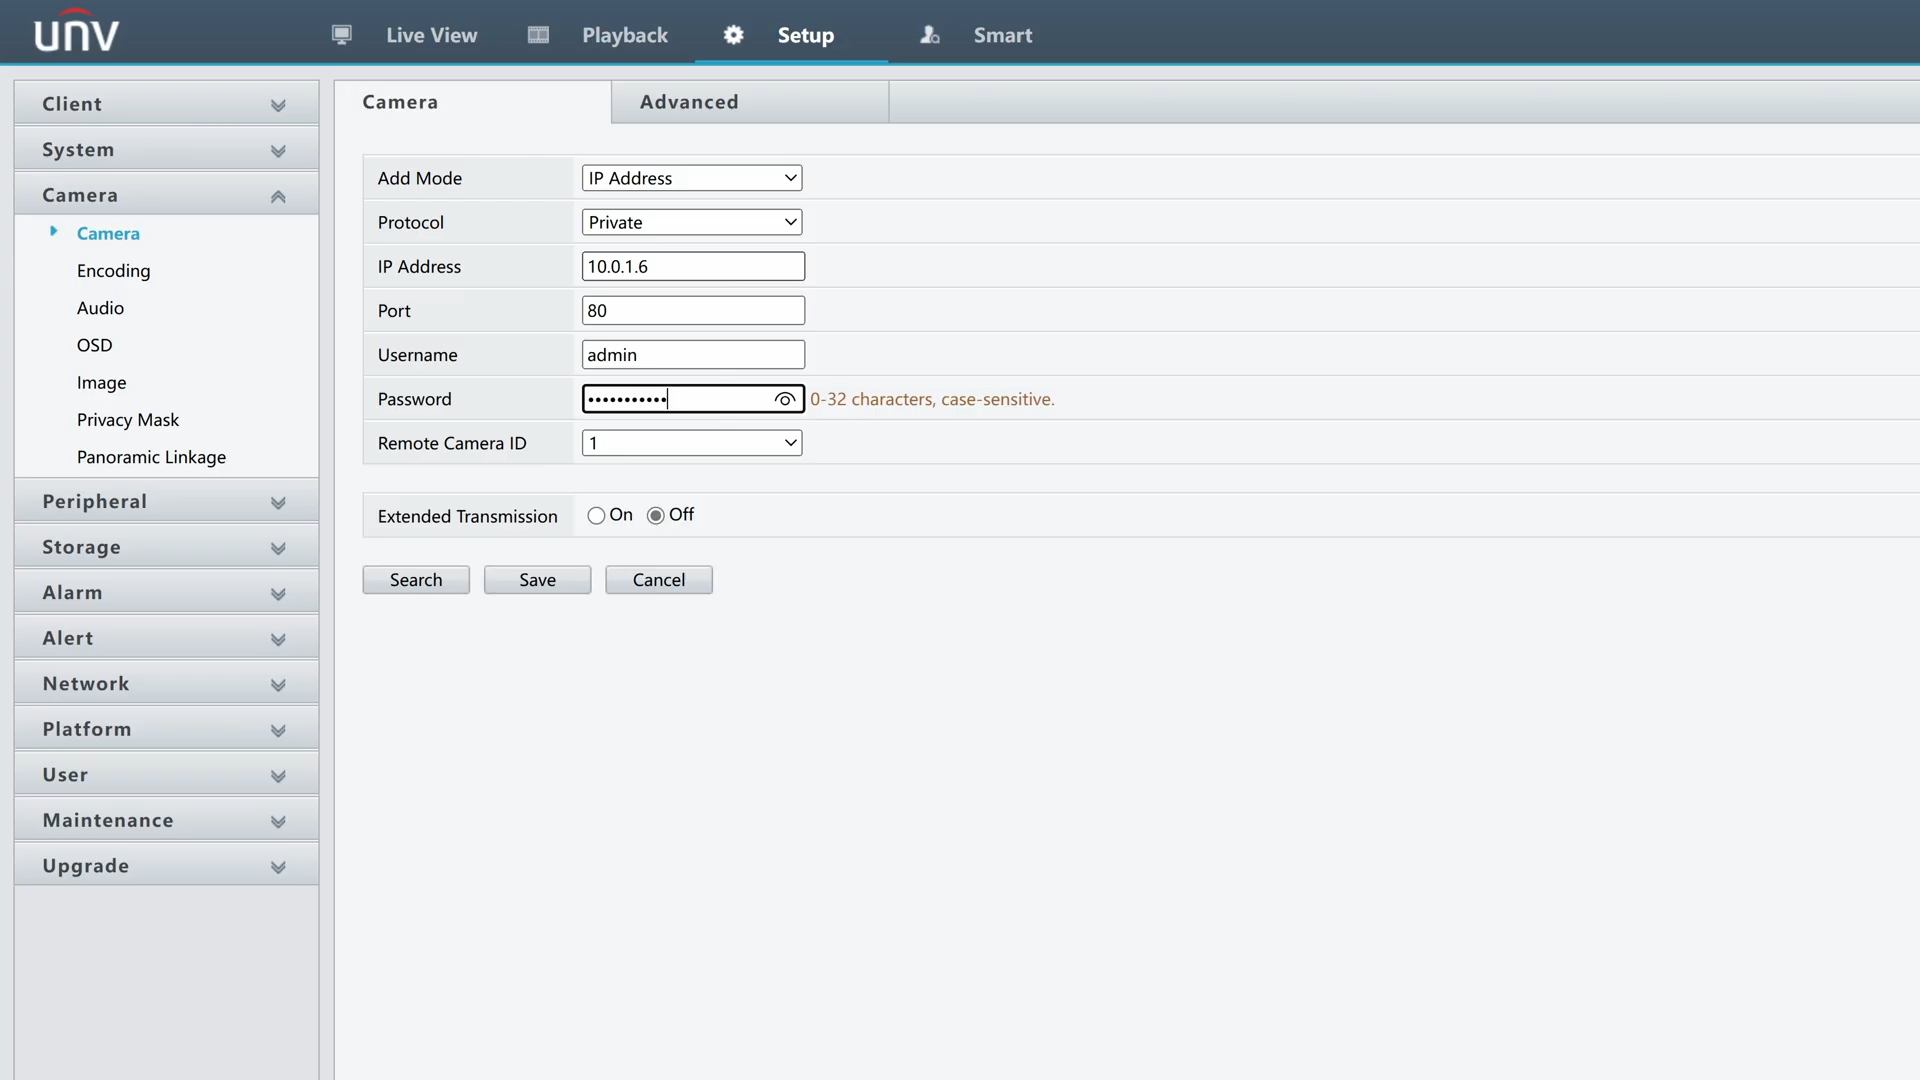 unv
Live View
Playback
Setup
Smart
Client
System
Camera
Camera
Encoding
Audio
OSD
Image
Privacy Mask
Panoramic Linkage
Peripheral
Storage
Alarm
Alert
Network
Platform
User
Maintenance
Upgrade
Camera
Advanced
Add Mode IP Address
Protocol Private
IP Address 10.0.1.6
Port 80
Username admin
Password ••••••••••• 0-32 characters, case-sensitive.
Remote Camera ID 1
Extended Transmission On Off
Search Save Cancel